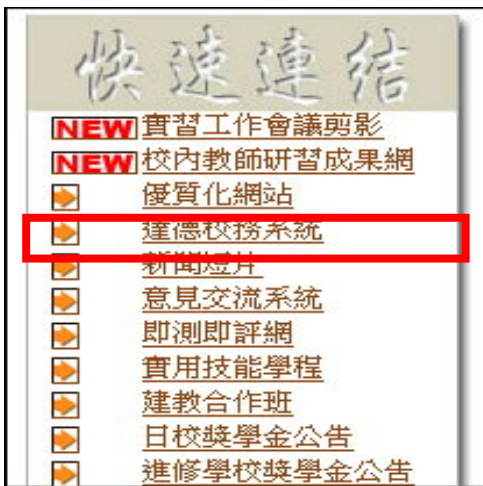 快速連結
NEW 實習工作會議剪影
NEW 校內教師研習成果網
優質化網站
達德校務系統
新聞燈片
意見交流系統
即測即評網
實用技能學程
建教合作班
日校獎學金公告
進修學校獎學金公告